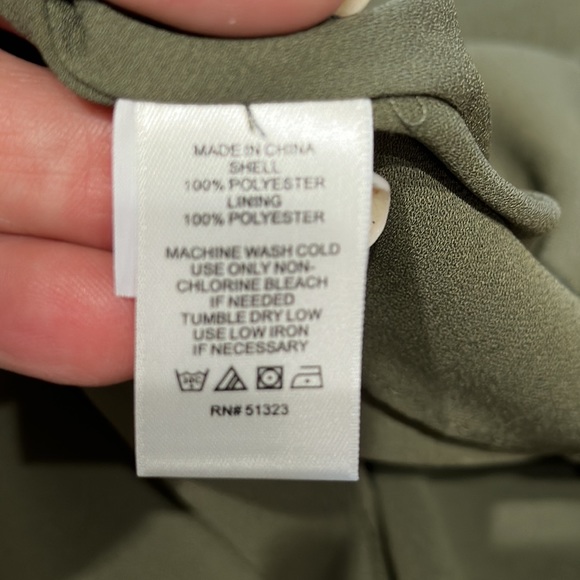 MADE IN CHINA
SHELL
100% POLYESTER
LINING
100% POLYESTER
MACHINE WASH COLD
USE ONLY NON-
CHLORINE BLEACH
IF NEEDED
TUMBLE DRY LOW
USE LOW IRON
IF NECESSARY
RN# 51323